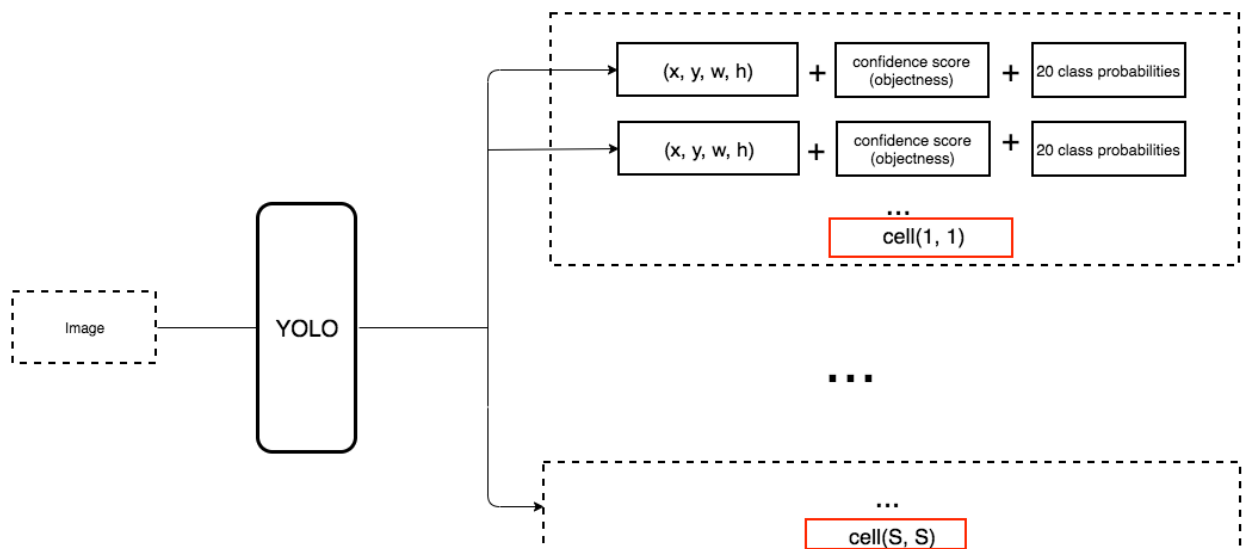 (x, y, w, h) + confidence score + 20 class probabilities
(objectness)
(x, y, w, h) + confidence score + 20 class probabilities
(objectness)
...
cell(1, 1)
Image
YOLO
...
...
cell(S, S)